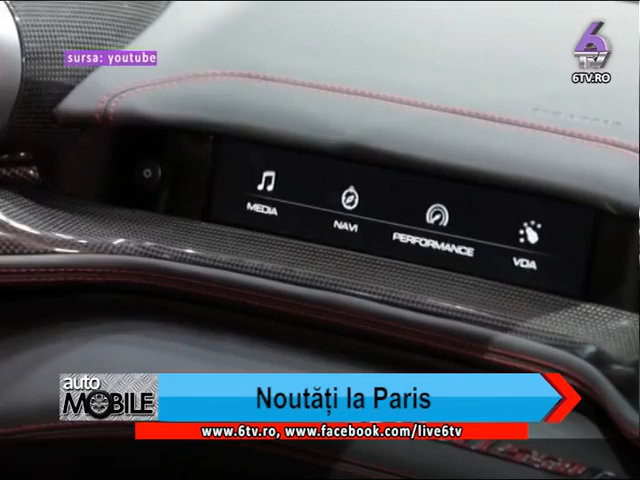 sursa: youtube
6TV
6TV.RO
MEDIA
NAVI
PERFORMANCE
VDA
auto
MOBILE
Noutăți la Paris
www.6tv.ro, www.facebook.com/live6tv